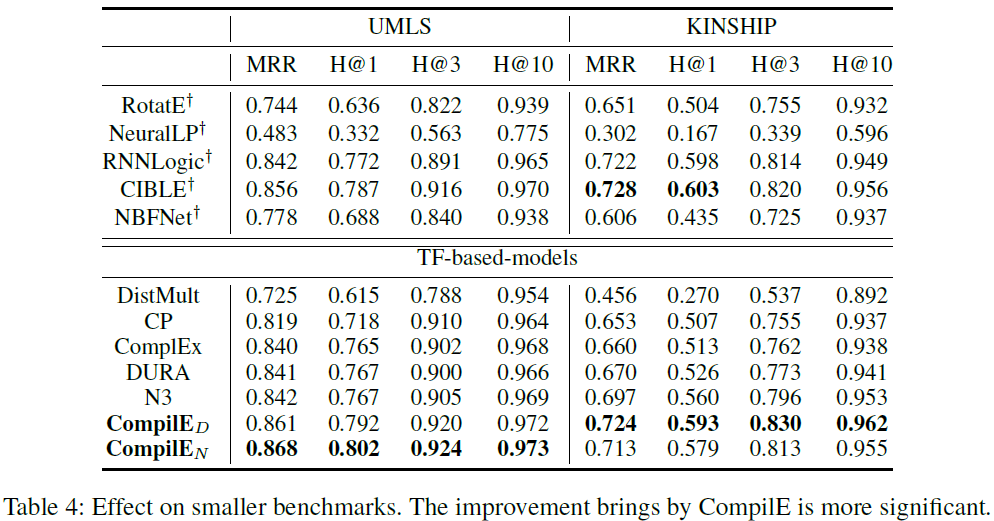 UMLS KINSHIP
MRR H@1 H@3 H@10 MRR H@1 H@3 H@10
RotatE† 0.744 0.636 0.822 0.939 0.651 0.504 0.755 0.932
NeuralLP† 0.483 0.332 0.563 0.775 0.302 0.167 0.339 0.596
RNNLogic† 0.842 0.772 0.891 0.965 0.722 0.598 0.814 0.949
CIBLE† 0.856 0.787 0.916 0.970 0.728 0.603 0.820 0.956
NBFNet† 0.778 0.688 0.840 0.938 0.606 0.435 0.725 0.937
TF-based-models
DistMult 0.725 0.615 0.788 0.954 0.456 0.270 0.537 0.892
CP 0.819 0.718 0.910 0.964 0.653 0.507 0.755 0.937
ComplEx 0.840 0.765 0.902 0.968 0.660 0.513 0.762 0.938
DURA 0.841 0.767 0.900 0.966 0.670 0.526 0.773 0.941
N3 0.842 0.767 0.905 0.969 0.697 0.560 0.796 0.953
CompilE_D 0.861 0.792 0.920 0.972 0.724 0.593 0.830 0.962
CompilE_N 0.868 0.802 0.924 0.973 0.713 0.579 0.813 0.955
Table 4: Effect on smaller benchmarks. The improvement brings by CompilE is more significant.